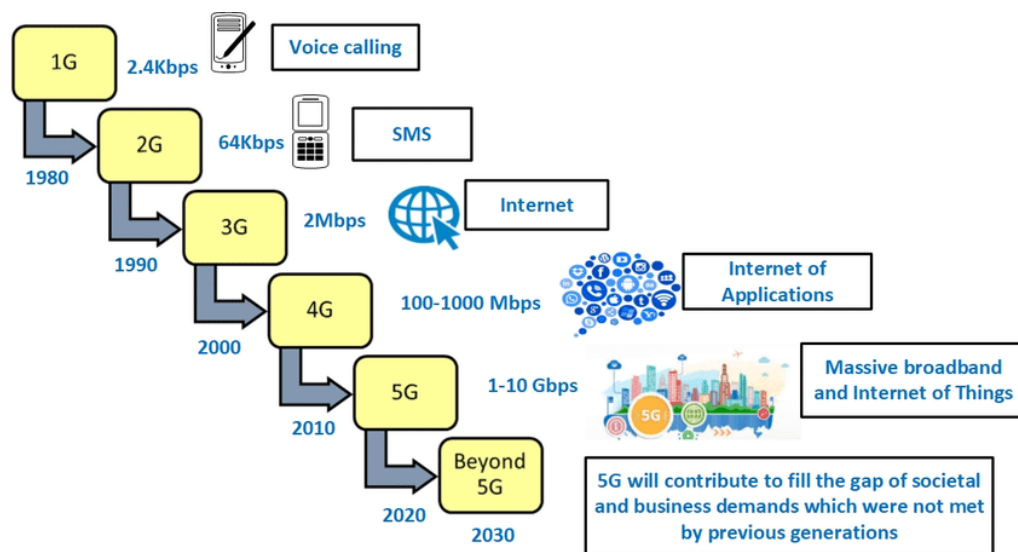 1G
2.4Kbps
Voice calling
1980
2G
64Kbps
SMS
1990
3G
2Mbps
Internet
2000
4G
100-1000 Mbps
Internet of
Applications
2010
5G
1-10 Gbps
5G
Massive broadband
and Internet of Things
2020
Beyond
5G
2030
5G will contribute to fill the gap of societal
and business demands which were not met
by previous generations